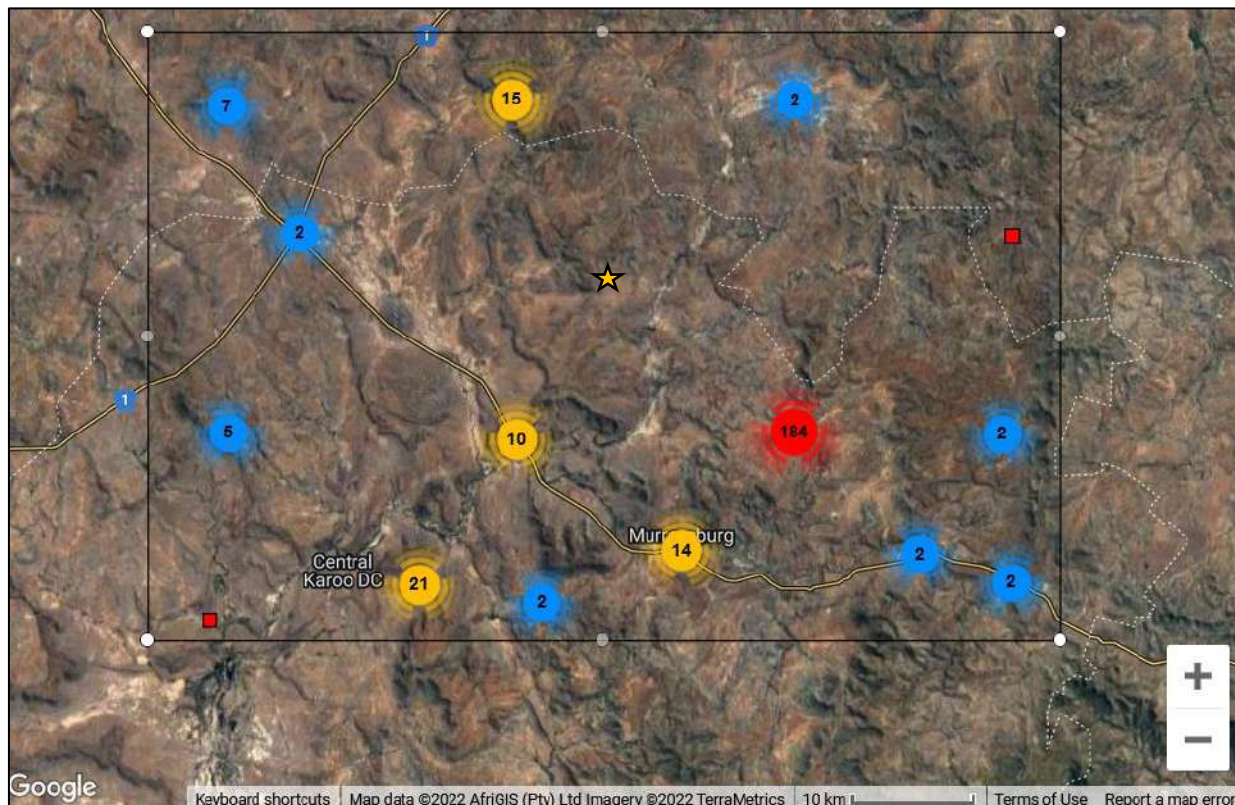 1
7
15
2
2
1
5
10
184
2
14
Central
Karoo DC
21
2
2
2
Google
Keyboard shortcuts
Map data ©2022 AfriGIS (Pty) Ltd Imagery ©2022 TerraMetrics
10 km
Terms of Use
Report a map error